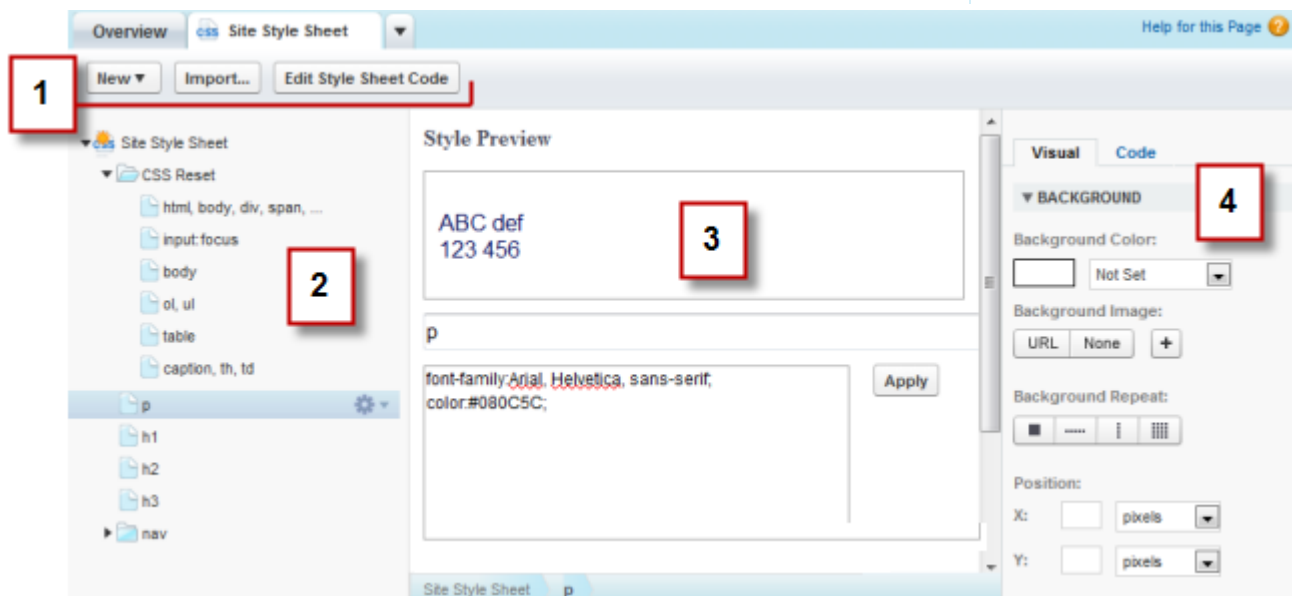 Overview
css Site Style Sheet
Help for this Page ?
1
New
Import...
Edit Style Sheet Code
css Site Style Sheet
CSS Reset
html, body, div, span, ...
input:focus
body
ol, ul
table
caption, th, td
p
h1
h2
h3
nav
2
Style Preview
ABC def
123 456
3
p
font-family:Arial, Helvetica, sans-serif;
color:#080C5C;
Apply
Site Style Sheet
p
Visual
Code
4
BACKGROUND
Background Color:
Not Set
Background Image:
URL
None
+
Background Repeat:
Position:
X:
pixels
Y:
pixels